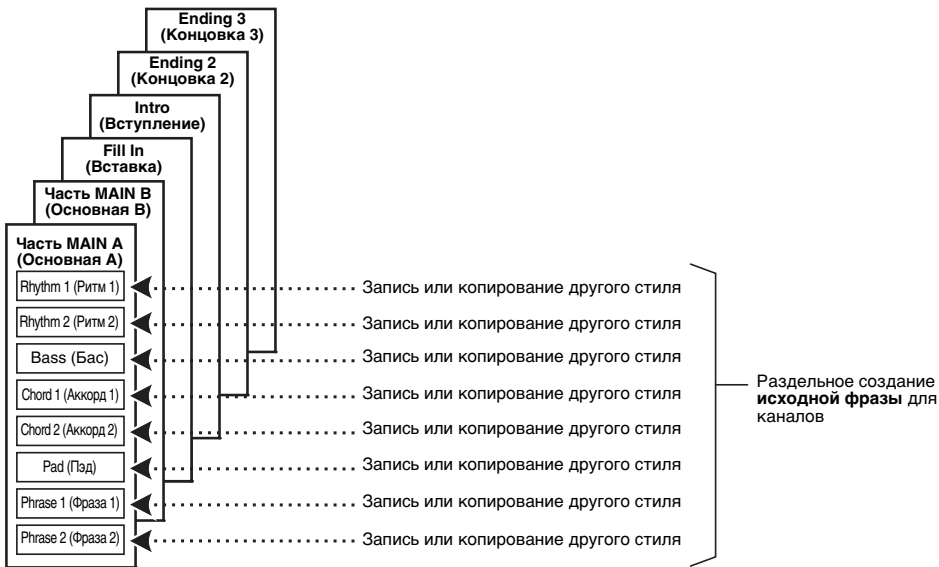 Ending 3
(Концовка 3)
Ending 2
(Концовка 2)
Intro
(Вступление)
Fill In
(Вставка)
Часть MAIN B
(Основная B)
Часть MAIN A
(Основная A)
Rhythm 1 (Ритм 1)
Запись или копирование другого стиля
Rhythm 2 (Ритм 2)
Запись или копирование другого стиля
Bass (Бас)
Запись или копирование другого стиля
Chord 1 (Аккорд 1)
Запись или копирование другого стиля
Chord 2 (Аккорд 2)
Запись или копирование другого стиля
Pad (Пэд)
Запись или копирование другого стиля
Phrase 1 (Фраза 1)
Запись или копирование другого стиля
Phrase 2 (Фраза 2)
Запись или копирование другого стиля
Раздельное создание
исходной фразы для
каналов